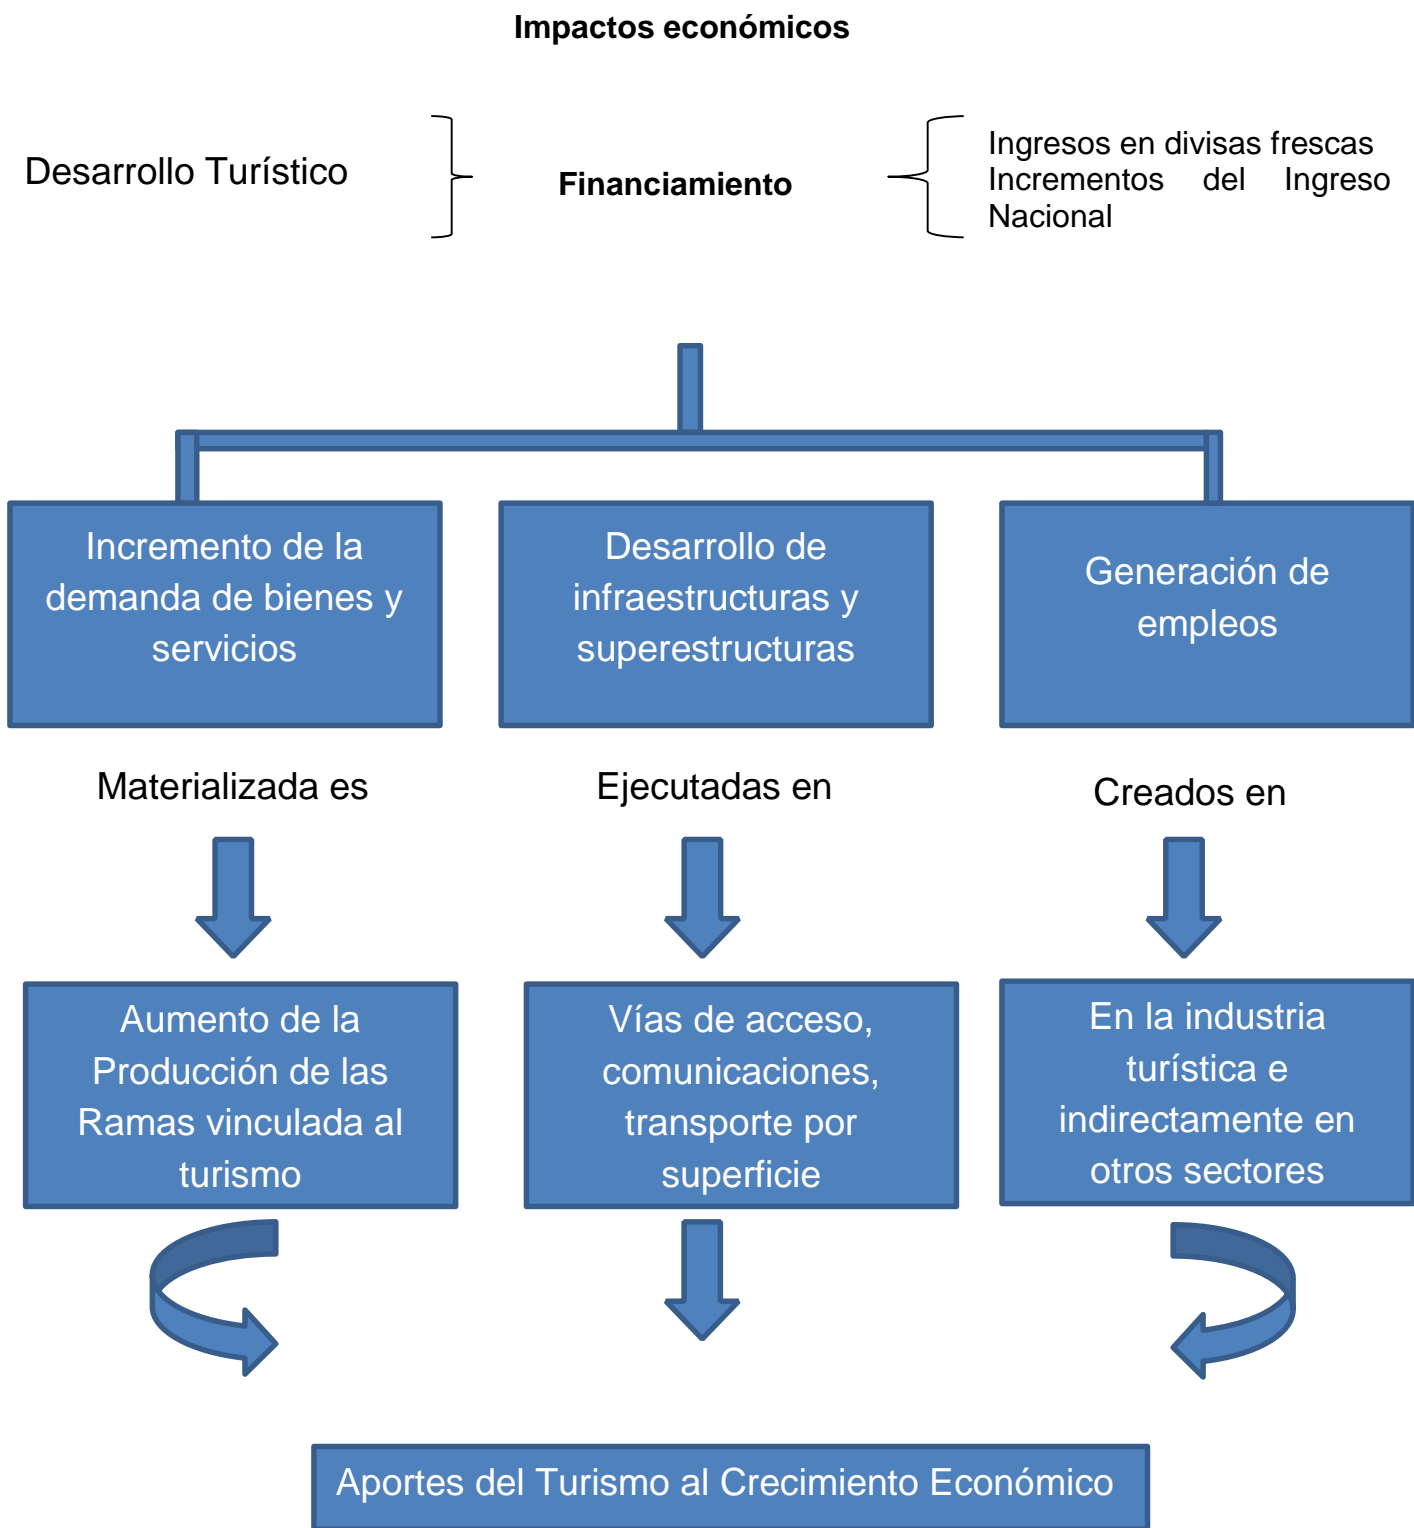 Impactos económicos
Desarrollo Turístico
Financiamiento
Ingresos en divisas frescas
Incrementos del Ingreso
Nacional
Incremento de la
demanda de bienes y
servicios
Desarrollo de
infraestructuras y
superestructuras
Generación de
empleos
Materializada es
Ejecutadas en
Creados en
Aumento de la
Producción de las
Ramas vinculada al
turismo
Vías de acceso,
comunicaciones,
transporte por
superficie
En la industria
turística e
indirectamente en
otros sectores
Aportes del Turismo al Crecimiento Económico